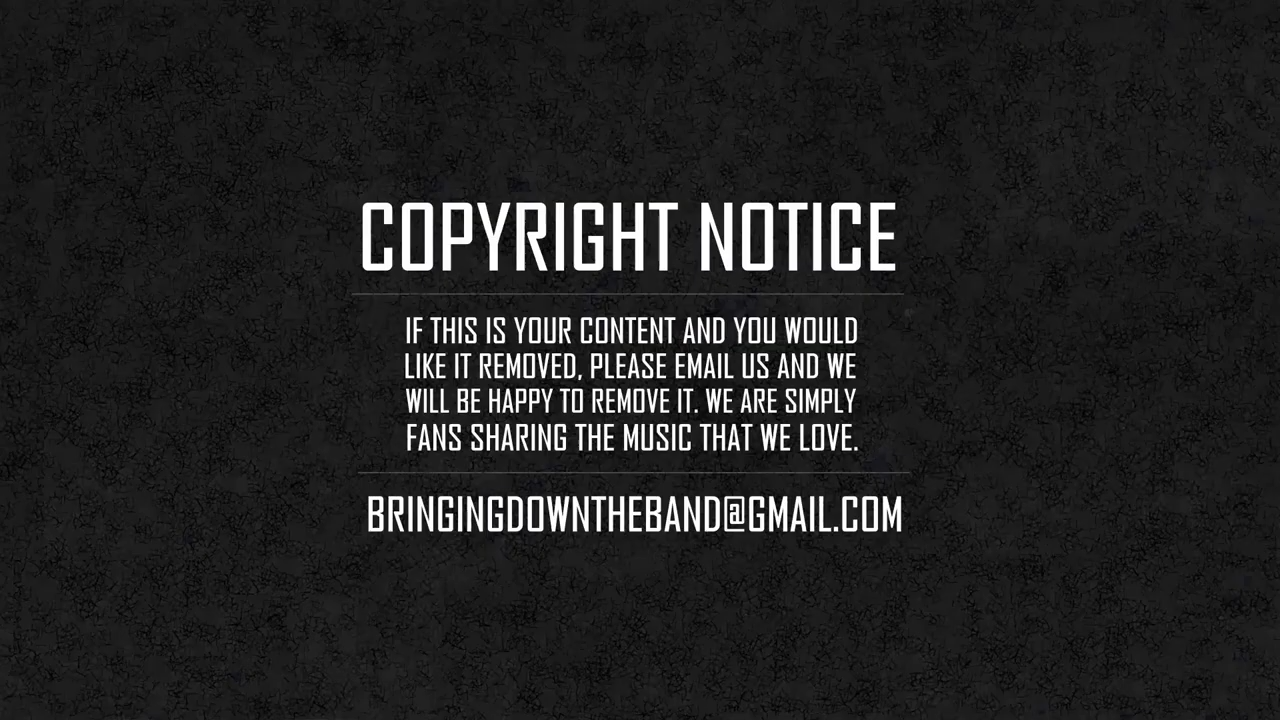 COPYRIGHT NOTICE
IF THIS IS YOUR CONTENT AND YOU WOULD
LIKE IT REMOVED, PLEASE EMAIL US AND WE
WILL BE HAPPY TO REMOVE IT. WE ARE SIMPLY
FANS SHARING THE MUSIC THAT WE LOVE.
BRINGINGDOWNTHEBAND@GMAIL.COM